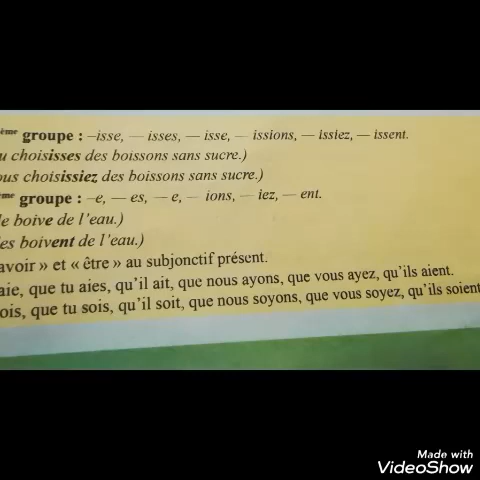 ème groupe : –isse, — isses, — isse, — issions, — issiez, — issent.
u choisisses des boissons sans sucre.)
ous choisissiez des boissons sans sucre.)
me groupe : –e, — es, — e, — ions, — iez, — ent.
le boive de l'eau.)
les boivent de l'eau.)
avoir » et « être » au subjonctif présent.
aie, que tu aies, qu'il ait, que nous ayons, que vous ayez, qu'ils aient.
ois, que tu sois, qu'il soit, que nous soyons, que vous soyez, qu'ils soient
Made with
VideoShow